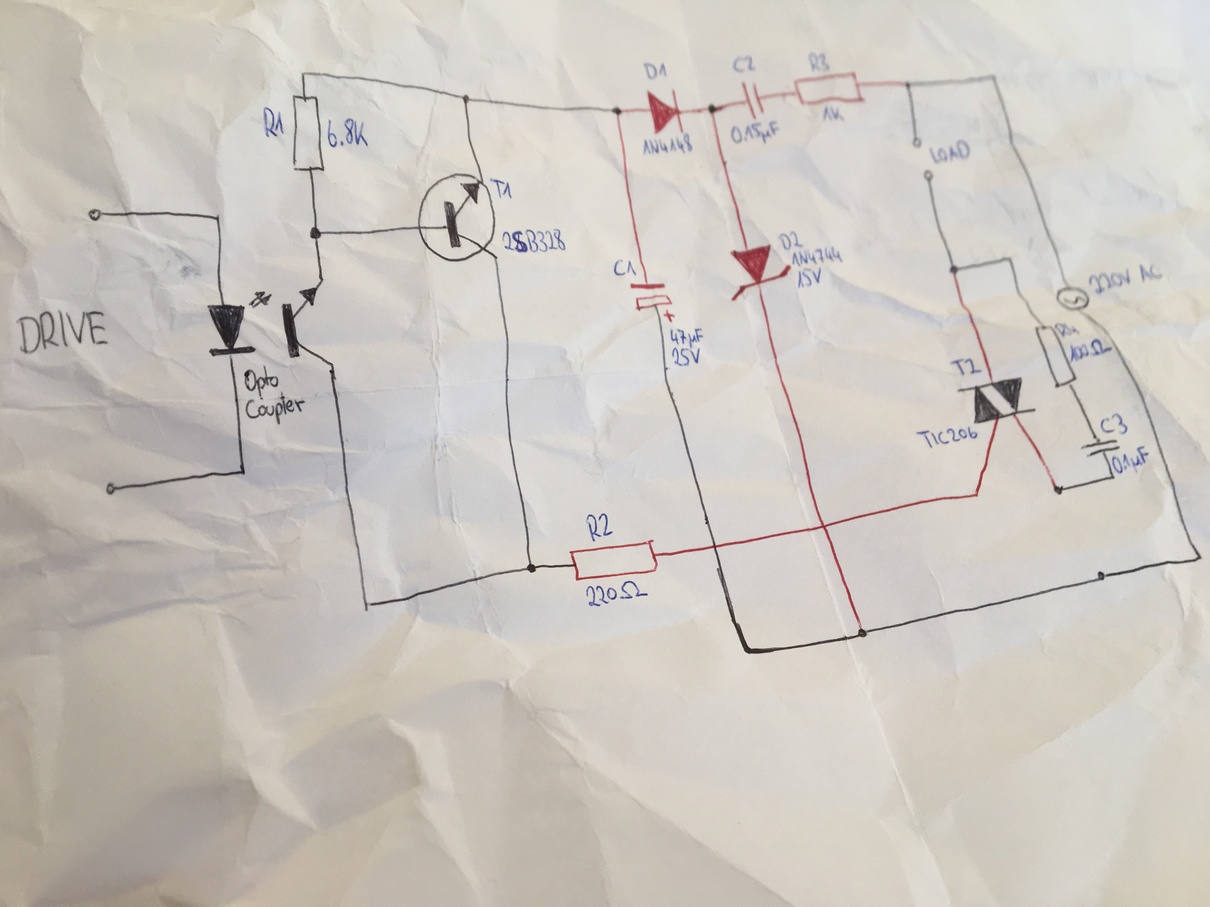 D1
1N4148
C2
0.15µF
R3
1K
LOAD
R1
6.8K
T1
2SB328
D2
1N4744
15V
C1
+
47µF
25V
220V AC
R4
100Ω
DRIVE
Opto
Coupler
T2
TIC206
C3
0.1µF
R2
220Ω